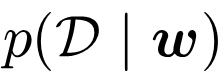 p(𝒟 | 𝒘)